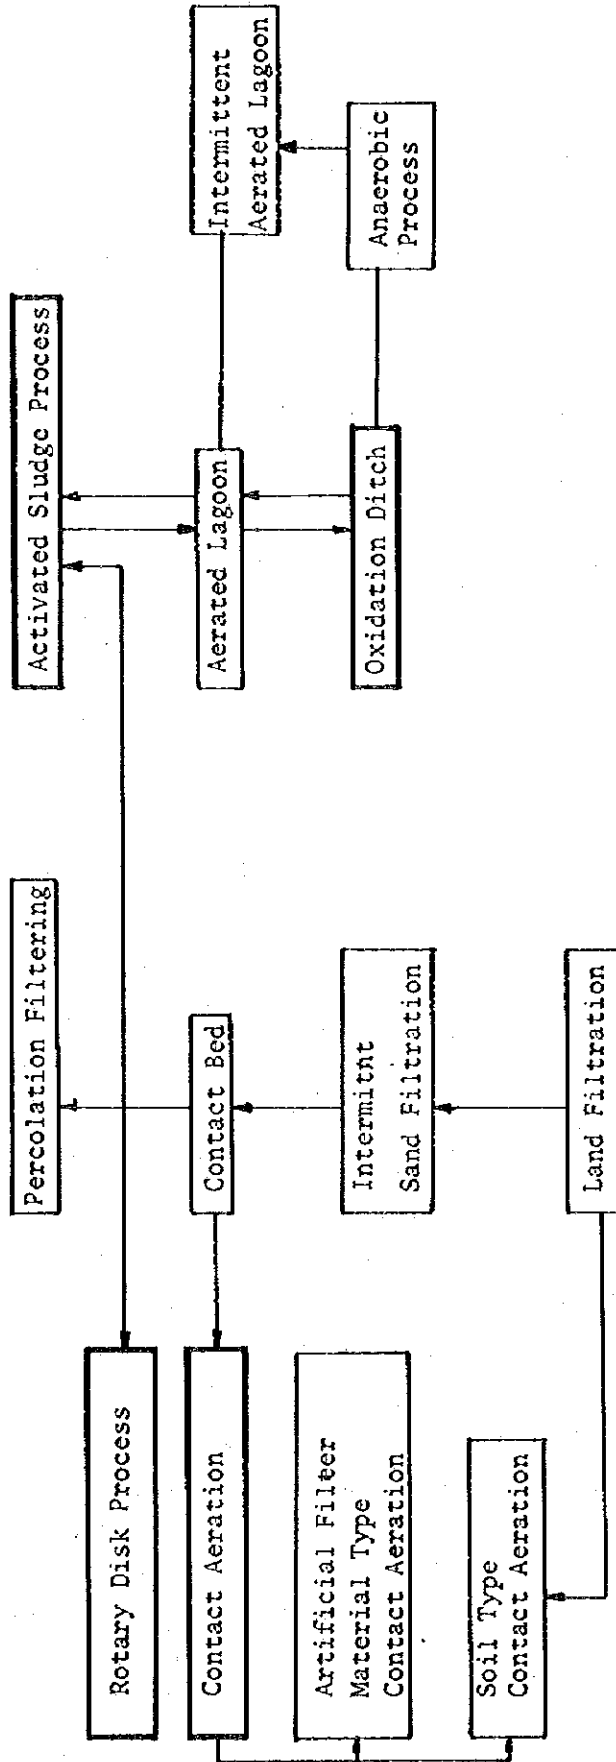 Rotary Disk Process
Contact Aeration
Artificial Filter
Material Type
Contact Aeration
Soil Type
Contact Aeration
Percolation Filtering
Contact Bed
Intermitnt
Sand Filtration
Land Filtration
Activated Sludge Process
Aerated Lagoon
Oxidation Ditch
Intermittent
Aerated Lagoon
Anaerobic
Process